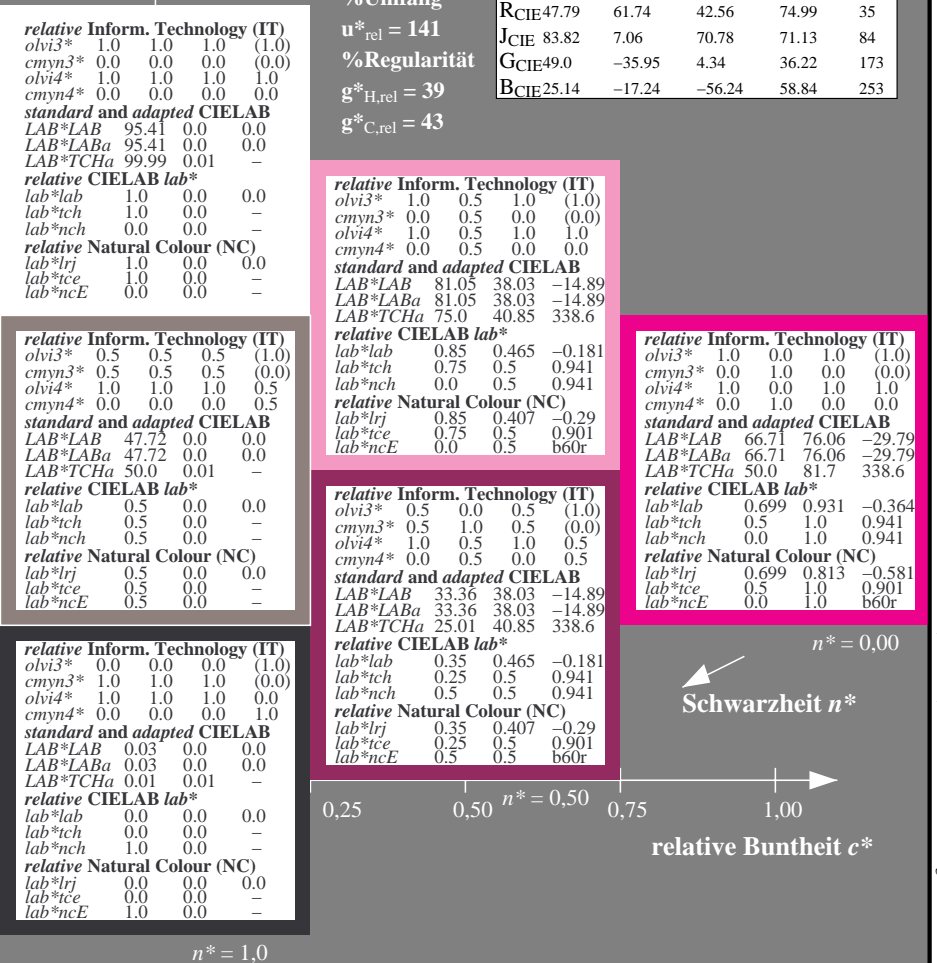 %Umfang
u*rel = 141
%Regularität
g*H,rel = 39
g*C,rel = 43
RCIE 47.79 61.74 42.56 74.99 35
JCIE 83.82 7.06 70.78 71.13 84
GCIE 49.0 −35.95 4.34 36.22 173
BCIE 25.14 −17.24 −56.24 58.84 253
relative Inform. Technology (IT)
olvi3* 1.0 1.0 1.0 (1.0)
cmyn3* 0.0 0.0 0.0 (0.0)
olvi4* 1.0 1.0 1.0 1.0
cmyn4* 0.0 0.0 0.0 0.0
standard and adapted CIELAB
LAB*LAB 95.41 0.0 0.0
LAB*LABa 95.41 0.0 0.0
LAB*TCHa 99.99 0.01 –
relative CIELAB lab*
lab*lab 1.0 0.0 0.0
lab*tch 1.0 0.0 –
lab*nch 0.0 0.0 –
relative Natural Colour (NC)
lab*lrj 1.0 0.0 0.0
lab*tce 1.0 0.0 –
lab*ncE 0.0 0.0 –
relative Inform. Technology (IT)
olvi3* 1.0 0.5 1.0 (1.0)
cmyn3* 0.0 0.5 0.0 (0.0)
olvi4* 1.0 0.5 1.0 1.0
cmyn4* 0.0 0.5 0.0 0.0
standard and adapted CIELAB
LAB*LAB 81.05 38.03 −14.89
LAB*LABa 81.05 38.03 −14.89
LAB*TCHa 75.0 40.85 338.6
relative CIELAB lab*
lab*lab 0.85 0.465 −0.181
lab*tch 0.75 0.5 0.941
lab*nch 0.0 0.5 0.941
relative Natural Colour (NC)
lab*lrj 0.85 0.407 −0.29
lab*tce 0.75 0.5 0.901
lab*ncE 0.0 0.5 b60r
relative Inform. Technology (IT)
olvi3* 0.5 0.5 0.5 (1.0)
cmyn3* 0.5 0.5 0.5 (0.0)
olvi4* 1.0 1.0 1.0 0.5
cmyn4* 0.0 0.0 0.0 0.5
standard and adapted CIELAB
LAB*LAB 47.72 0.0 0.0
LAB*LABa 47.72 0.0 0.0
LAB*TCHa 50.0 0.01 –
relative CIELAB lab*
lab*lab 0.5 0.0 0.0
lab*tch 0.5 0.0 –
lab*nch 0.5 0.0 –
relative Natural Colour (NC)
lab*lrj 0.5 0.0 0.0
lab*tce 0.5 0.0 –
lab*ncE 0.5 0.0 –
relative Inform. Technology (IT)
olvi3* 1.0 0.0 1.0 (1.0)
cmyn3* 0.0 1.0 0.0 (0.0)
olvi4* 1.0 0.0 1.0 1.0
cmyn4* 0.0 1.0 0.0 0.0
standard and adapted CIELAB
LAB*LAB 66.71 76.06 −29.79
LAB*LABa 66.71 76.06 −29.79
LAB*TCHa 50.0 81.7 338.6
relative CIELAB lab*
lab*lab 0.699 0.931 −0.364
lab*tch 0.5 1.0 0.941
lab*nch 0.0 1.0 0.941
relative Natural Colour (NC)
lab*lrj 0.699 0.813 −0.581
lab*tce 0.5 1.0 0.901
lab*ncE 0.0 1.0 b60r
relative Inform. Technology (IT)
olvi3* 0.5 0.0 0.5 (1.0)
cmyn3* 0.5 1.0 0.5 (0.0)
olvi4* 1.0 0.5 1.0 0.5
cmyn4* 0.0 0.5 0.0 0.5
standard and adapted CIELAB
LAB*LAB 33.36 38.03 −14.89
LAB*LABa 33.36 38.03 −14.89
LAB*TCHa 25.01 40.85 338.6
relative CIELAB lab*
lab*lab 0.35 0.465 −0.181
lab*tch 0.25 0.5 0.941
lab*nch 0.5 0.5 0.941
relative Natural Colour (NC)
lab*lrj 0.35 0.407 −0.29
lab*tce 0.25 0.5 0.901
lab*ncE 0.5 0.5 b60r
relative Inform. Technology (IT)
olvi3* 0.0 0.0 0.0 (1.0)
cmyn3* 1.0 1.0 1.0 (0.0)
olvi4* 1.0 1.0 1.0 0.0
cmyn4* 0.0 0.0 0.0 1.0
standard and adapted CIELAB
LAB*LAB 0.03 0.0 0.0
LAB*LABa 0.03 0.0 0.0
LAB*TCHa 0.01 0.01 –
relative CIELAB lab*
lab*lab 0.0 0.0 0.0
lab*tch 0.0 0.0 –
lab*nch 1.0 0.0 –
relative Natural Colour (NC)
lab*lrj 0.0 0.0 0.0
lab*tce 0.0 0.0 –
lab*ncE 1.0 0.0 –
n* = 0,00
Schwarzheit n*
0,25 0,50 n* = 0,50 0,75 1,00
relative Buntheit c*
n* = 1,0